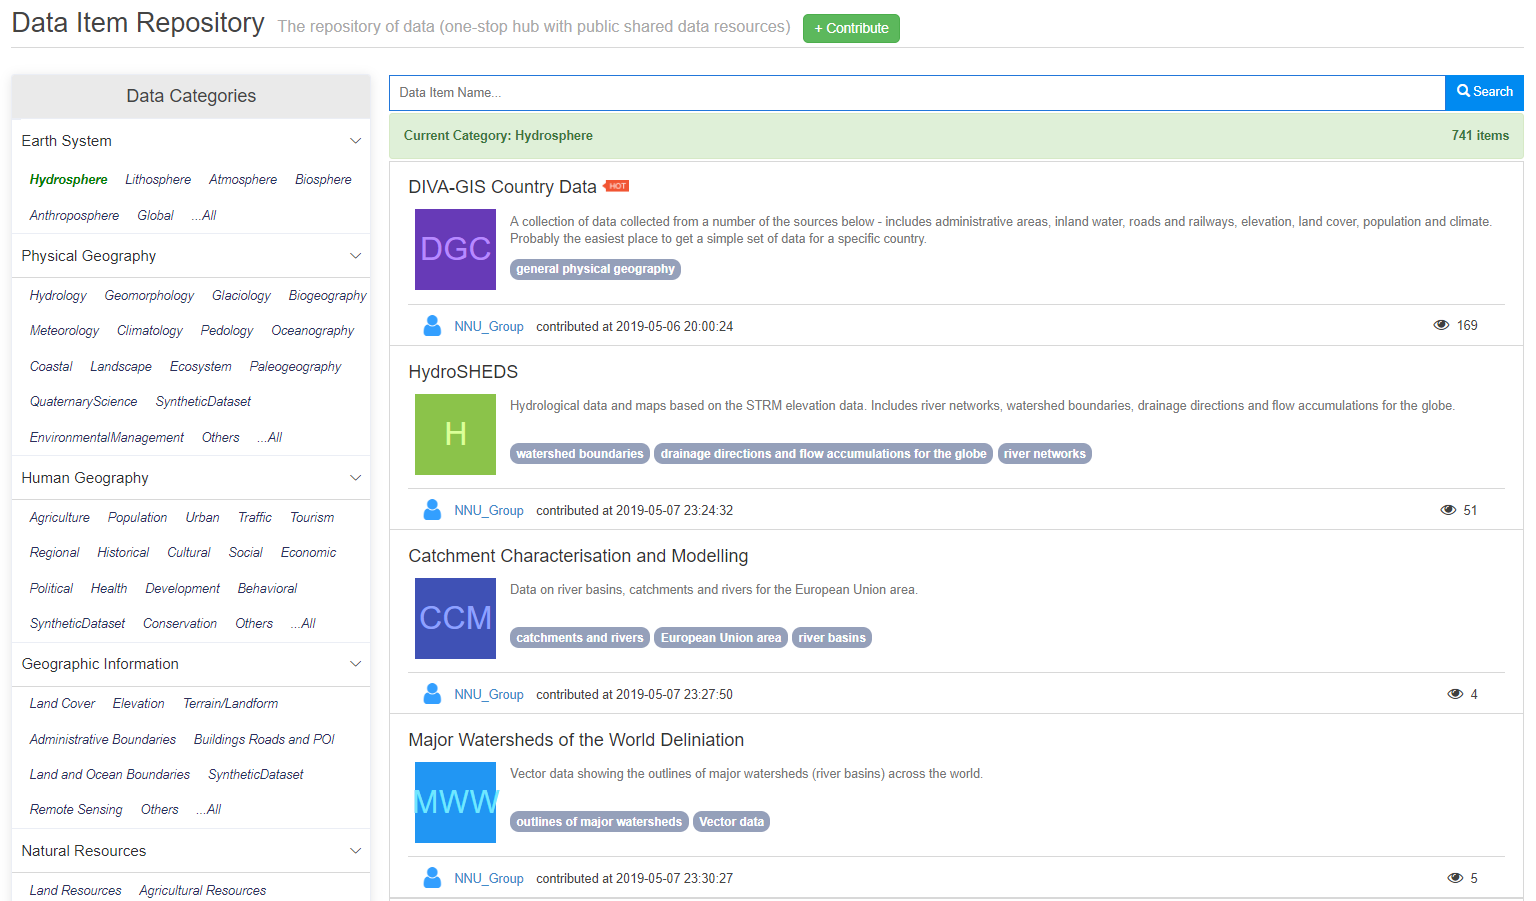 Data Item Repository The repository of data (one-stop hub with public shared data resources) + Contribute
Data Categories
Earth System
Hydrosphere Lithosphere Atmosphere Biosphere
Anthroposphere Global ...All
Physical Geography
Hydrology Geomorphology Glaciology Biogeography
Meteorology Climatology Pedology Oceanography
Coastal Landscape Ecosystem Paleogeography
QuaternaryScience SyntheticDataset
EnvironmentalManagement Others ...All
Human Geography
Agriculture Population Urban Traffic Tourism
Regional Historical Cultural Social Economic
Political Health Development Behavioral
SyntheticDataset Conservation Others ...All
Geographic Information
Land Cover Elevation Terrain/Landform
Administrative Boundaries Buildings Roads and POI
Land and Ocean Boundaries SyntheticDataset
Remote Sensing Others ...All
Natural Resources
Land Resources Agricultural Resources
Data Item Name... Search
Current Category: Hydrosphere 741 items
DIVA-GIS Country Data HOT
DGC
A collection of data collected from a number of the sources below - includes administrative areas, inland water, roads and railways, elevation, land cover, population and climate.
Probably the easiest place to get a simple set of data for a specific country.
general physical geography
NNU_Group contributed at 2019-05-06 20:00:24 169
HydroSHEDS
H
Hydrological data and maps based on the STRM elevation data. Includes river networks, watershed boundaries, drainage directions and flow accumulations for the globe.
watershed boundaries drainage directions and flow accumulations for the globe river networks
NNU_Group contributed at 2019-05-07 23:24:32 51
Catchment Characterisation and Modelling
CCM
Data on river basins, catchments and rivers for the European Union area.
catchments and rivers European Union area river basins
NNU_Group contributed at 2019-05-07 23:27:50 4
Major Watersheds of the World Deliniation
MWW
Vector data showing the outlines of major watersheds (river basins) across the world.
outlines of major watersheds Vector data
NNU_Group contributed at 2019-05-07 23:30:27 5